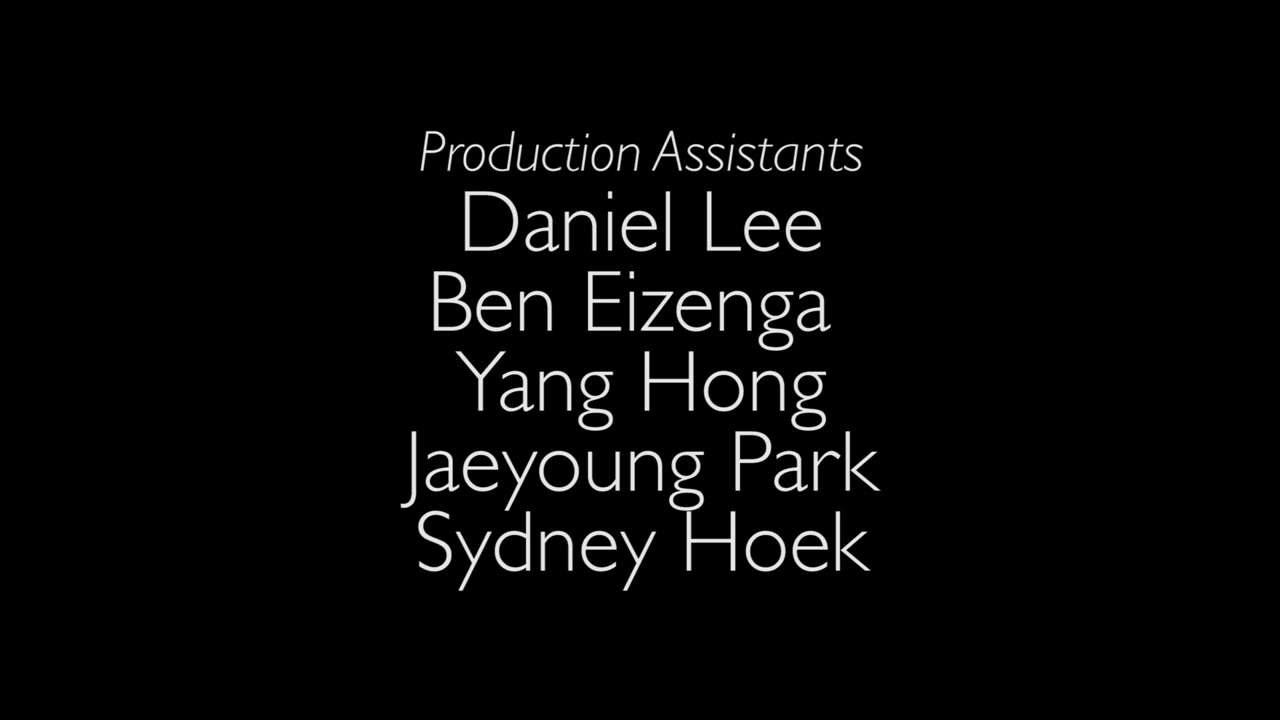 Production Assistants
Daniel Lee
Ben Eizenga
Yang Hong
Jaeyoung Park
Sydney Hoek